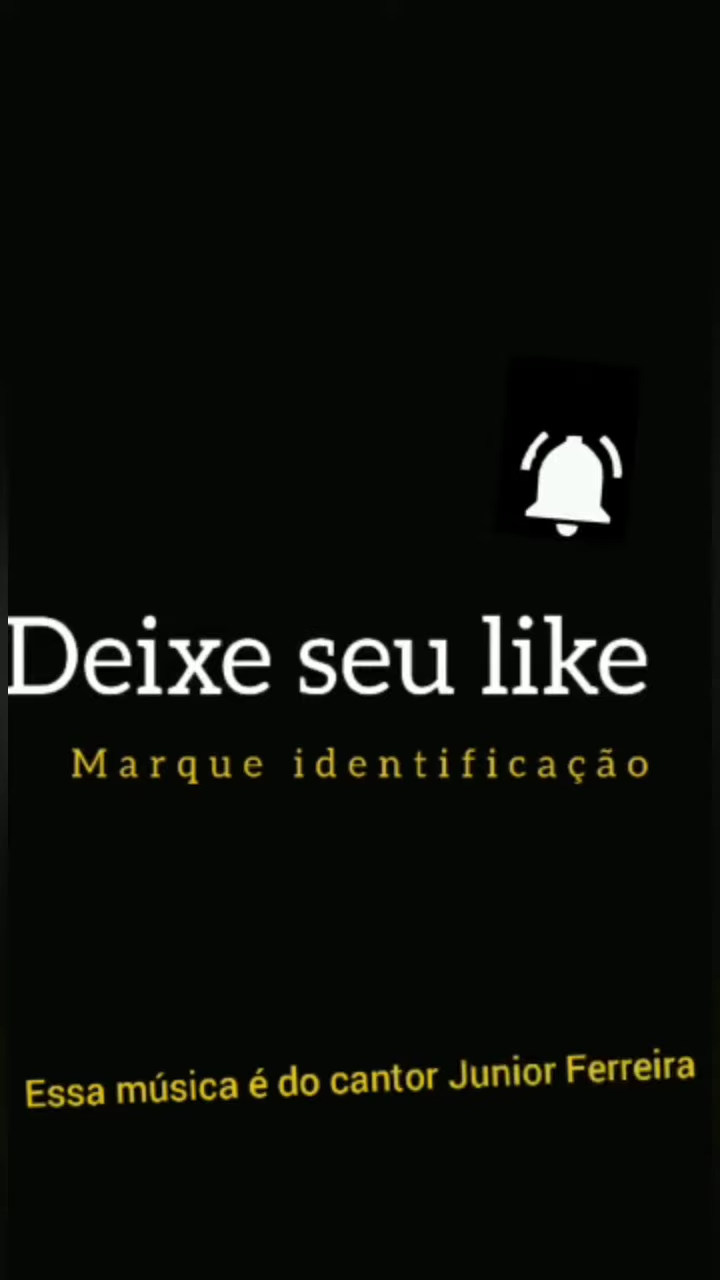 Deixe seu like
Marque identificação
Essa música é do cantor Junior Ferreira